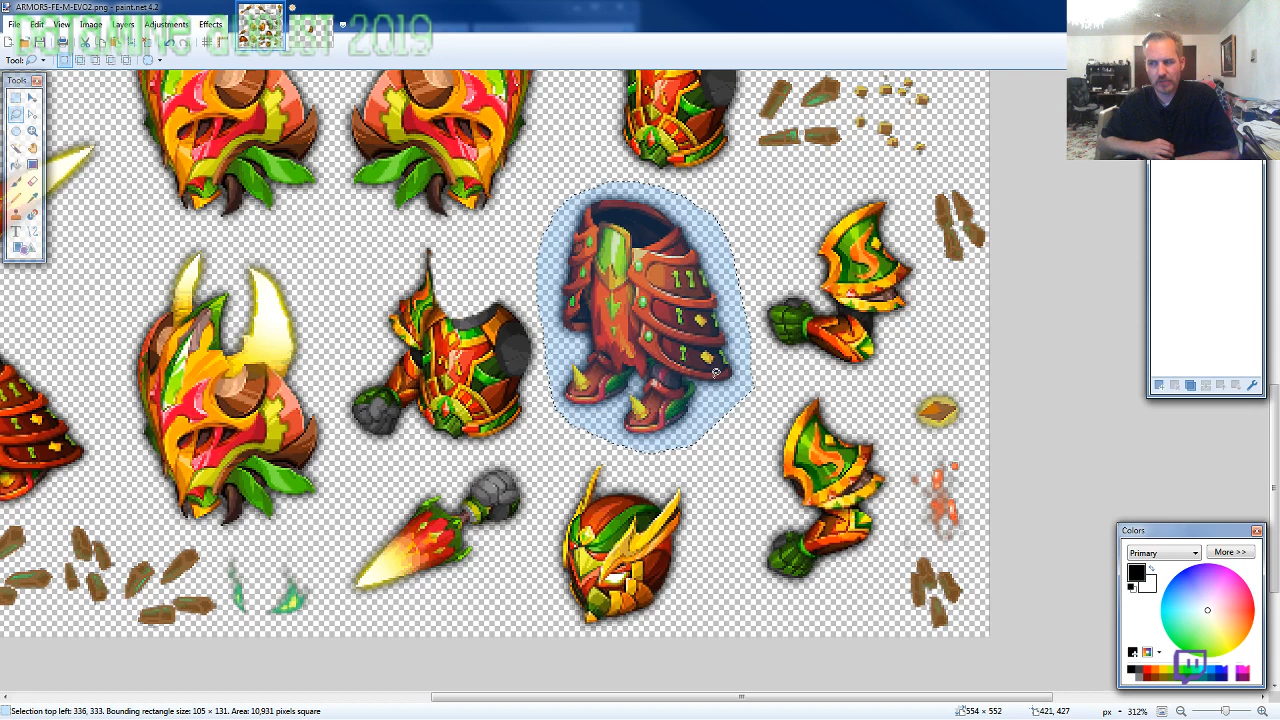 ARMORS-FE-M-EVO2.png - paint.net 4.2
File Edit View Image Layers Adjustments Effects
2019
Tool:
Tools
Colors
Primary
More >>
Selection top left: 336, 333. Bounding rectangle size: 105 × 131. Area: 10,931 pixels square
554 × 552
421, 427
px
312%